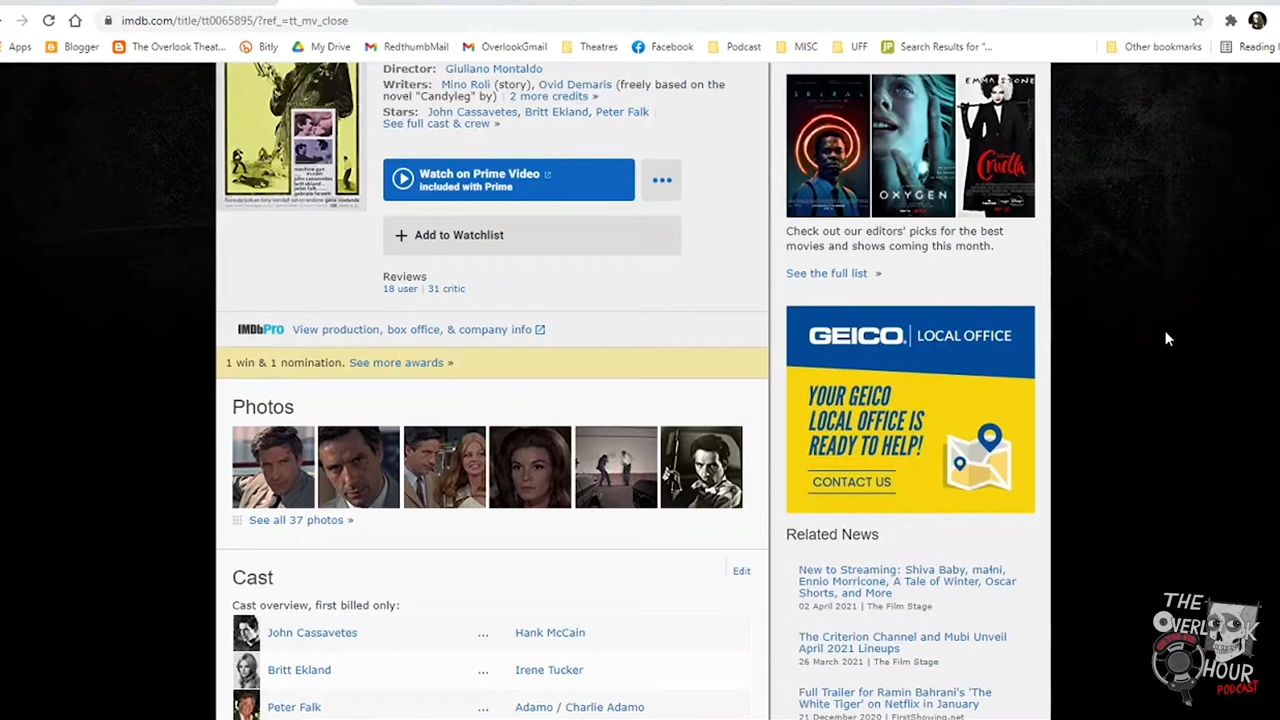 imdb.com/title/tt0065895/?ref_=tt_mv_close
Apps Blogger The Overlook Theat... Bitly My Drive RedthumbMail OverlookGmail Theatres Facebook Podcast MISC UFF Search Results for "... Other bookmarks Reading
Director: Giuliano Montaldo
Writers: Mino Roli (story), Ovid Demaris (freely based on the
novel "Candyleg" by) | 2 more credits »
Stars: John Cassavetes, Britt Ekland, Peter Falk |
See full cast & crew »
Watch on Prime Video
included with Prime
Add to Watchlist
Reviews
18 user | 31 critic
IMDbPro View production, box office, & company info
1 win & 1 nomination. See more awards »
Photos
See all 37 photos »
Cast
Edit
Cast overview, first billed only:
John Cassavetes ... Hank McCain
Britt Ekland ... Irene Tucker
Peter Falk ... Adamo / Charlie Adamo
SPIRAL
OXYGEN
EMMA STONE
Cruella
Check out our editors' picks for the best
movies and shows coming this month.
See the full list »
GEICO. | LOCAL OFFICE
YOUR GEICO
LOCAL OFFICE IS
READY TO HELP!
CONTACT US
Related News
New to Streaming: Shiva Baby, małni,
Ennio Morricone, A Tale of Winter, Oscar
Shorts, and More
02 April 2021 | The Film Stage
The Criterion Channel and Mubi Unveil
April 2021 Lineups
26 March 2021 | The Film Stage
Full Trailer for Ramin Bahrani's 'The
White Tiger' on Netflix in January
21 December 2020 | FirstShowing.net
THE
OVERLOOK
HOUR
PODCAST